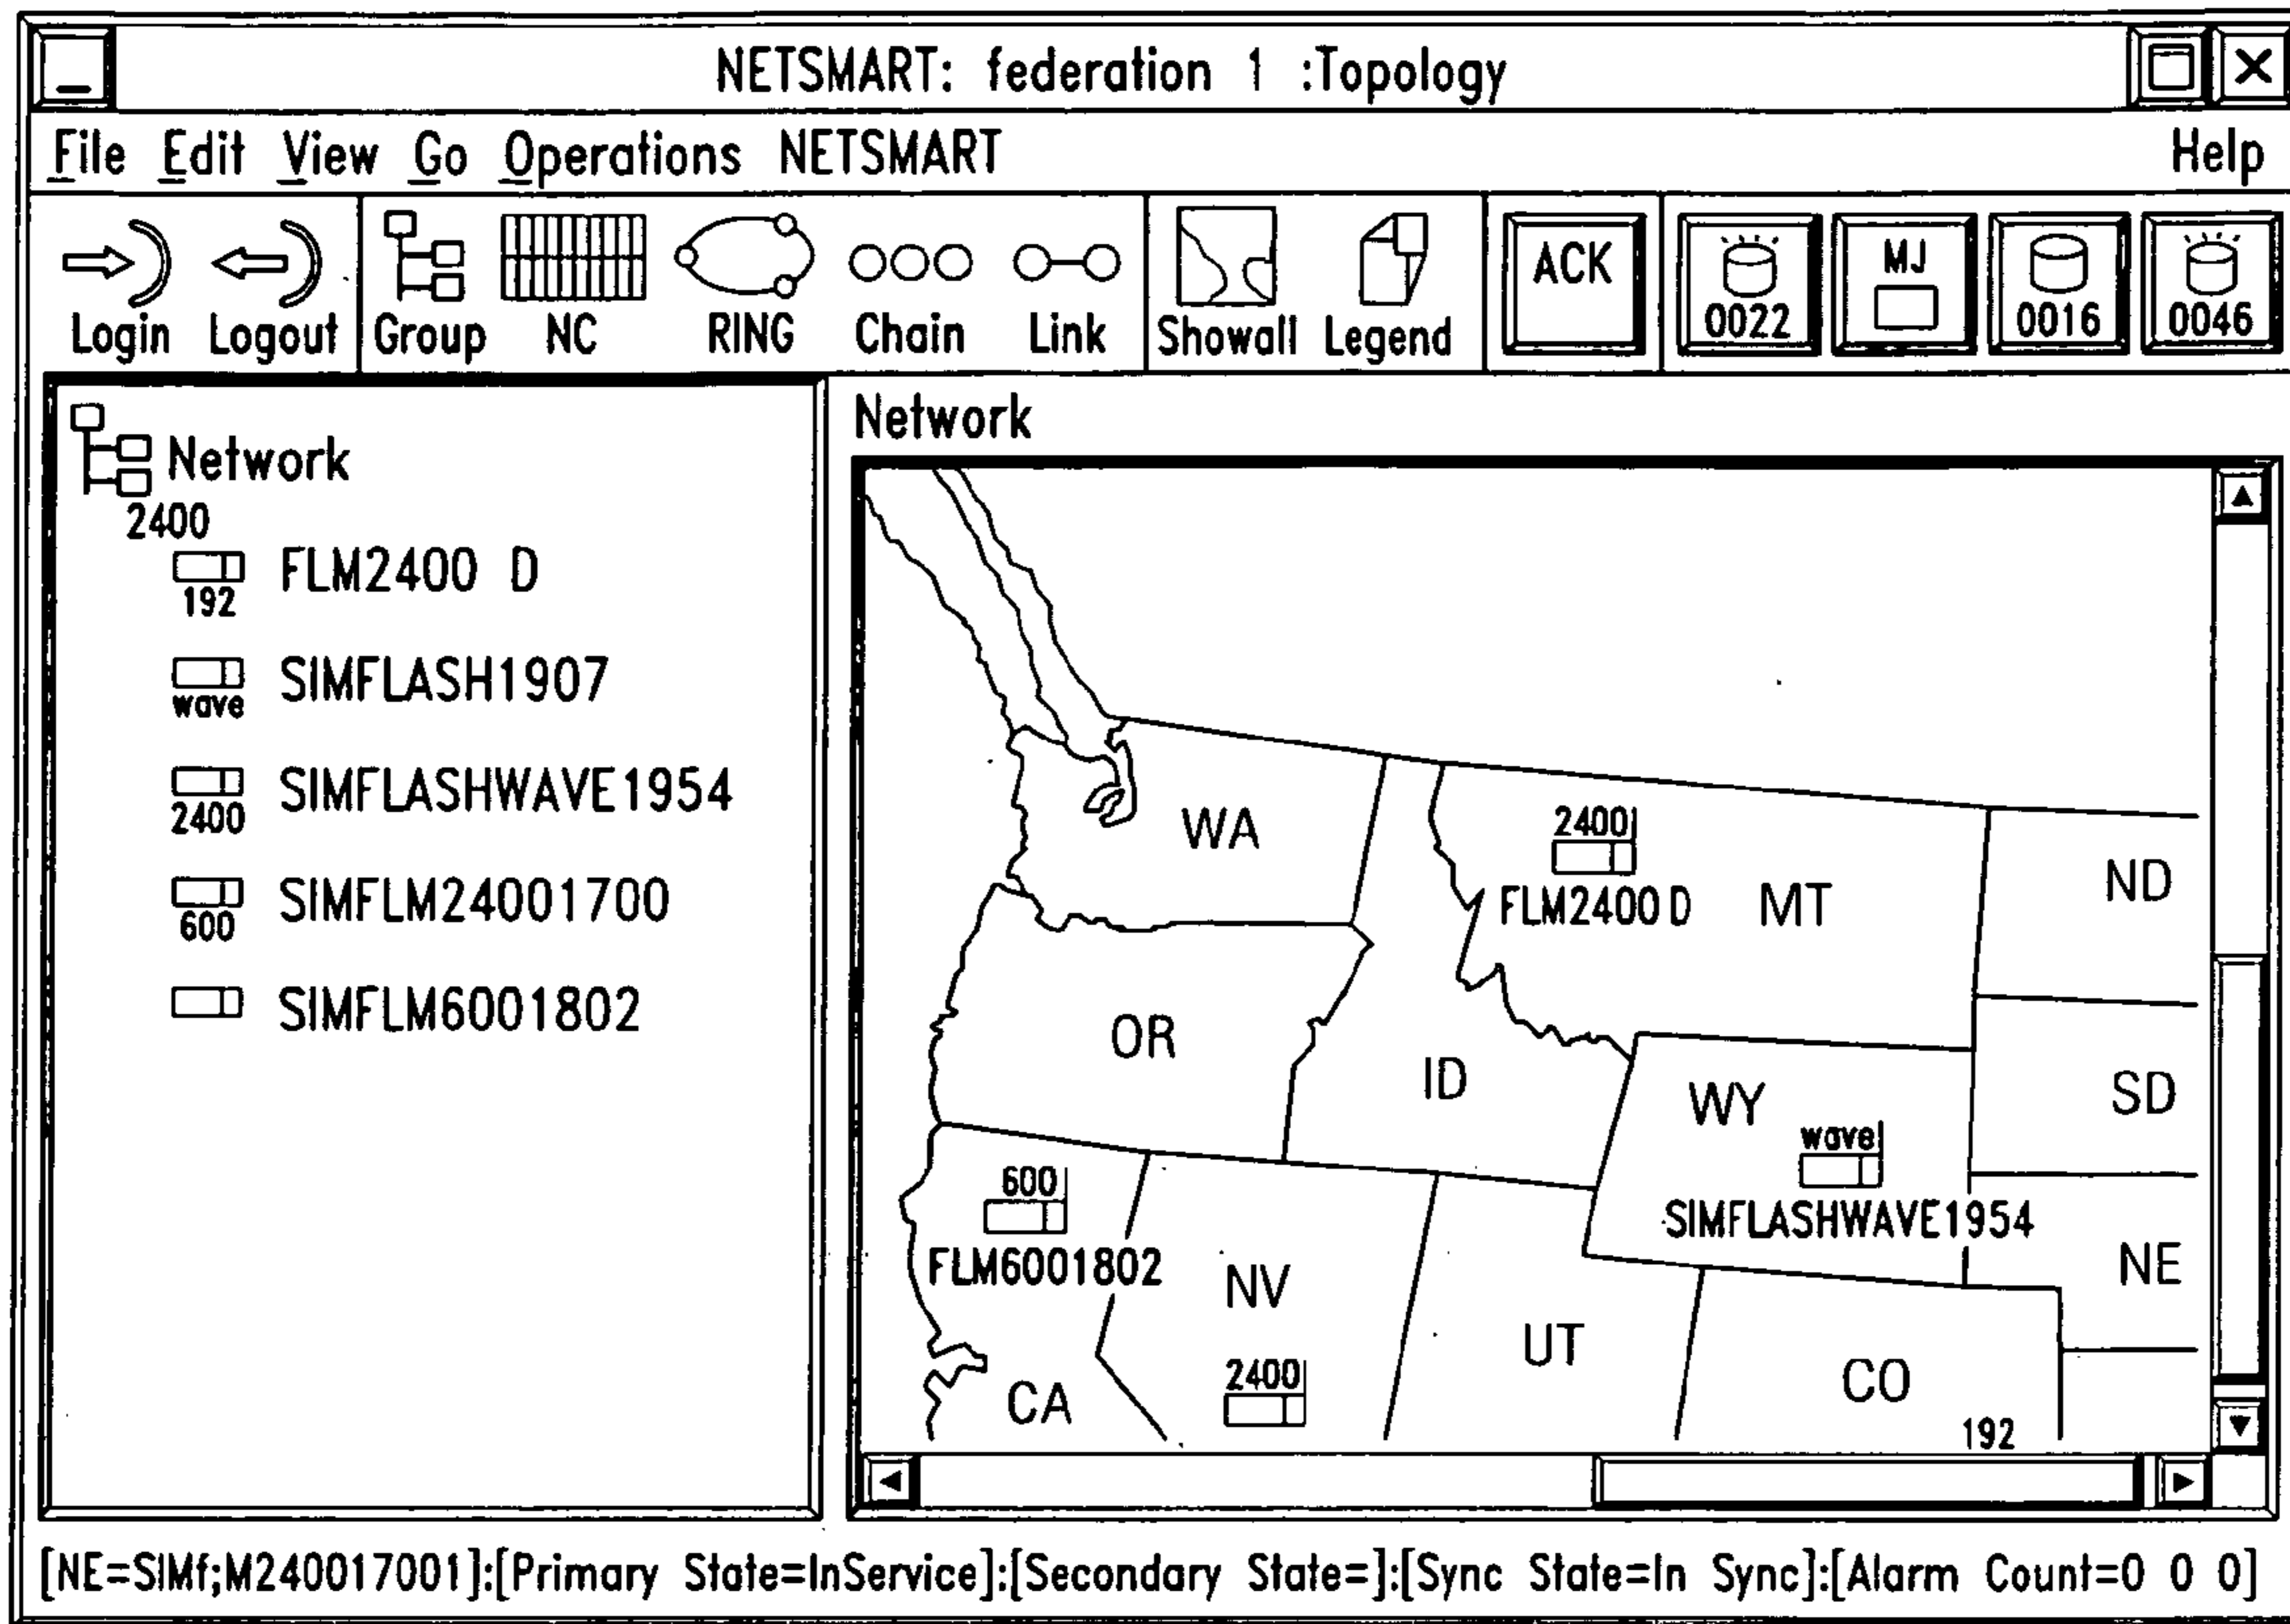 NETSMART: federation 1 :Topology
File Edit View Go Operations NETSMART Help
Login Logout Group NC RING Chain Link Showall Legend ACK 0022 MJ 0016 0046
Network
2400
FLM2400 D
192
SIMFLASH1907
wave
SIMFLASHWAVE1954
2400
SIMFLM24001700
600
SIMFLM6001802
Network
WA
2400
FLM2400 D MT
ND
OR
ID
WY
SD
wave
SIMFLASHWAVE1954
600
FLM6001802
NV
NE
UT
CO
CA
2400
192
[NE=SIMf;M240017001]:[Primary State=InService]:[Secondary State=]:[Sync State=In Sync]:[Alarm Count=0 0 0]